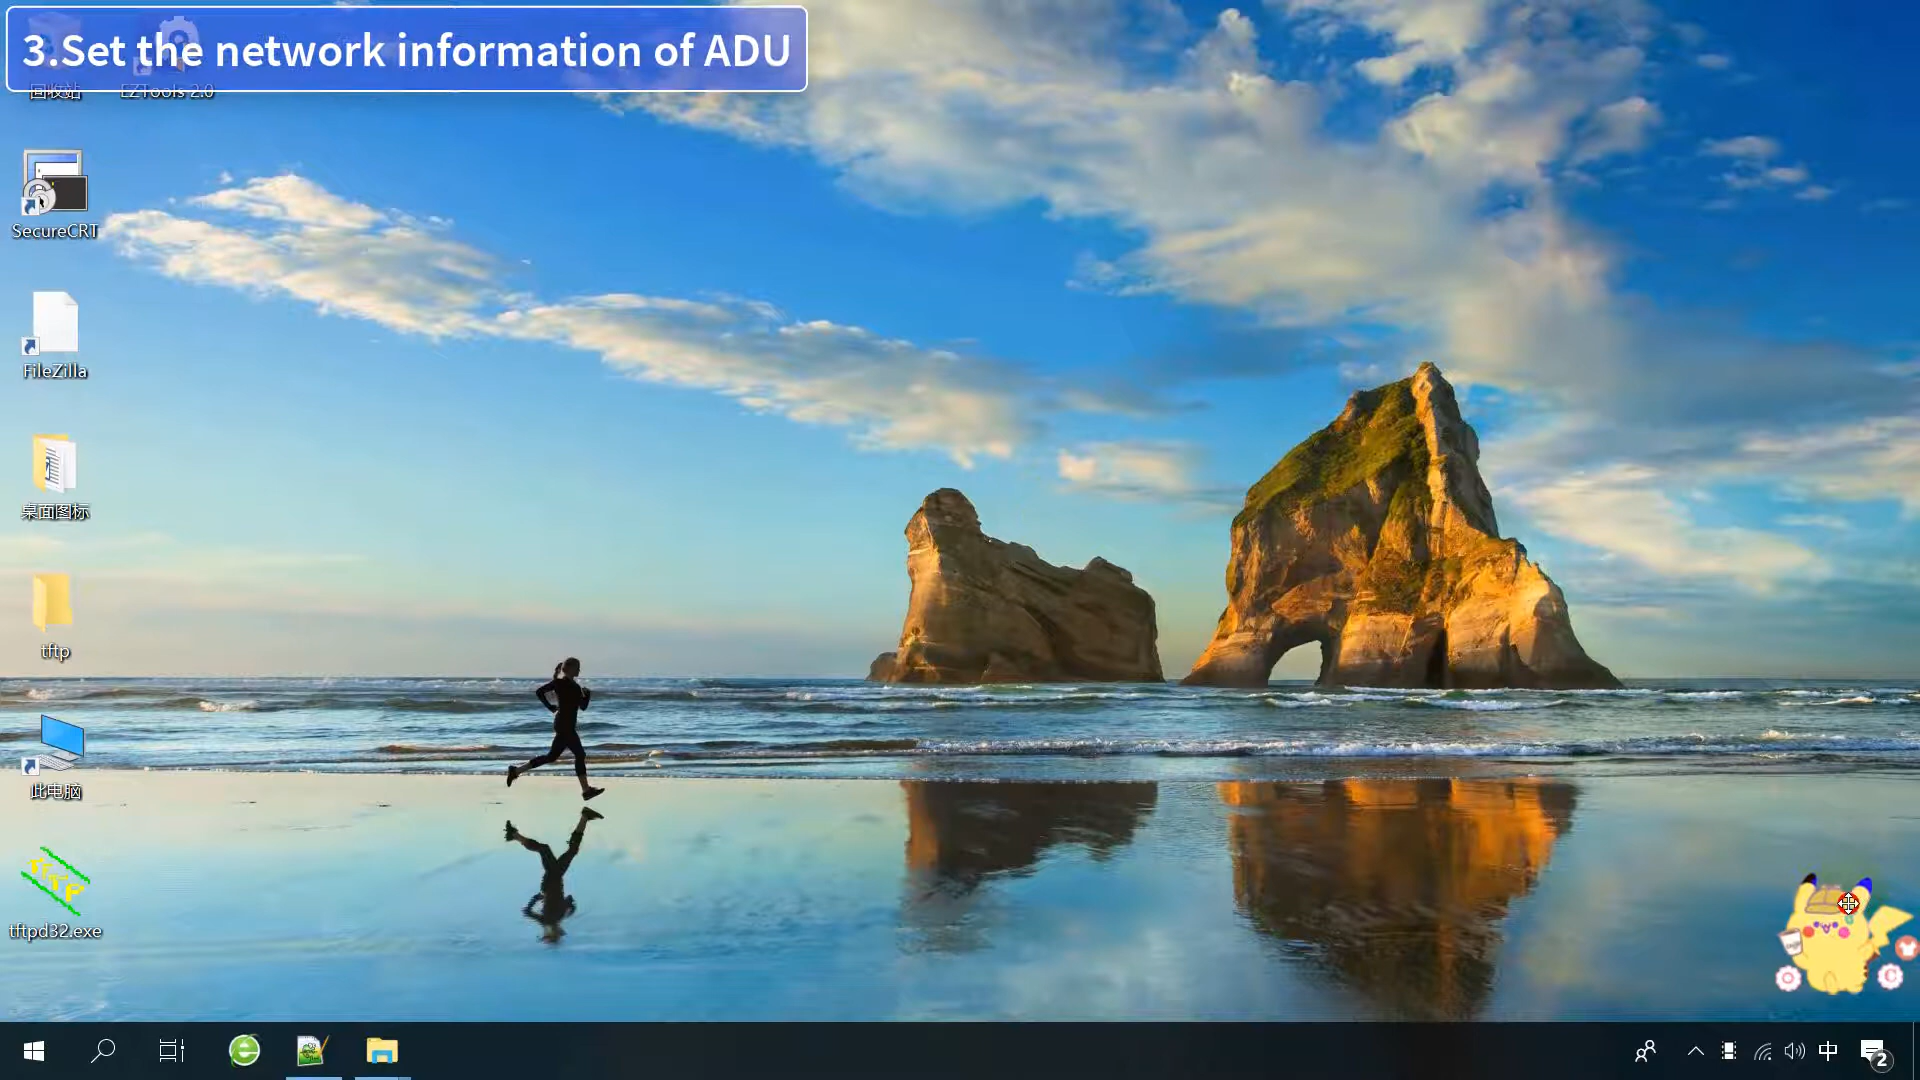 3.Set the network information of ADU
回收站
EZTools 2.0
SecureCRT
FileZilla
桌面图标
tftp
此电脑
TFTP
tftpd32.exe
中
2